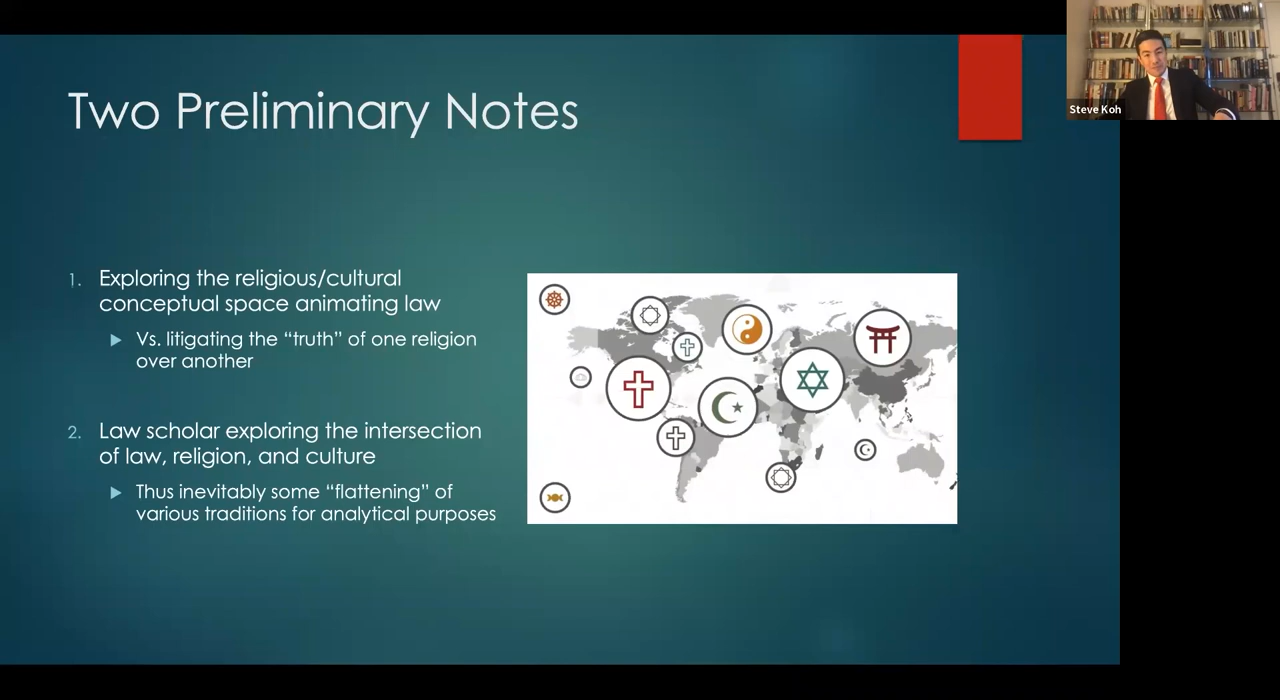 Two Preliminary Notes
Steve Koh
1. Exploring the religious/cultural
conceptual space animating law
Vs. litigating the “truth” of one religion
over another
2. Law scholar exploring the intersection
of law, religion, and culture
Thus inevitably some “flattening” of
various traditions for analytical purposes